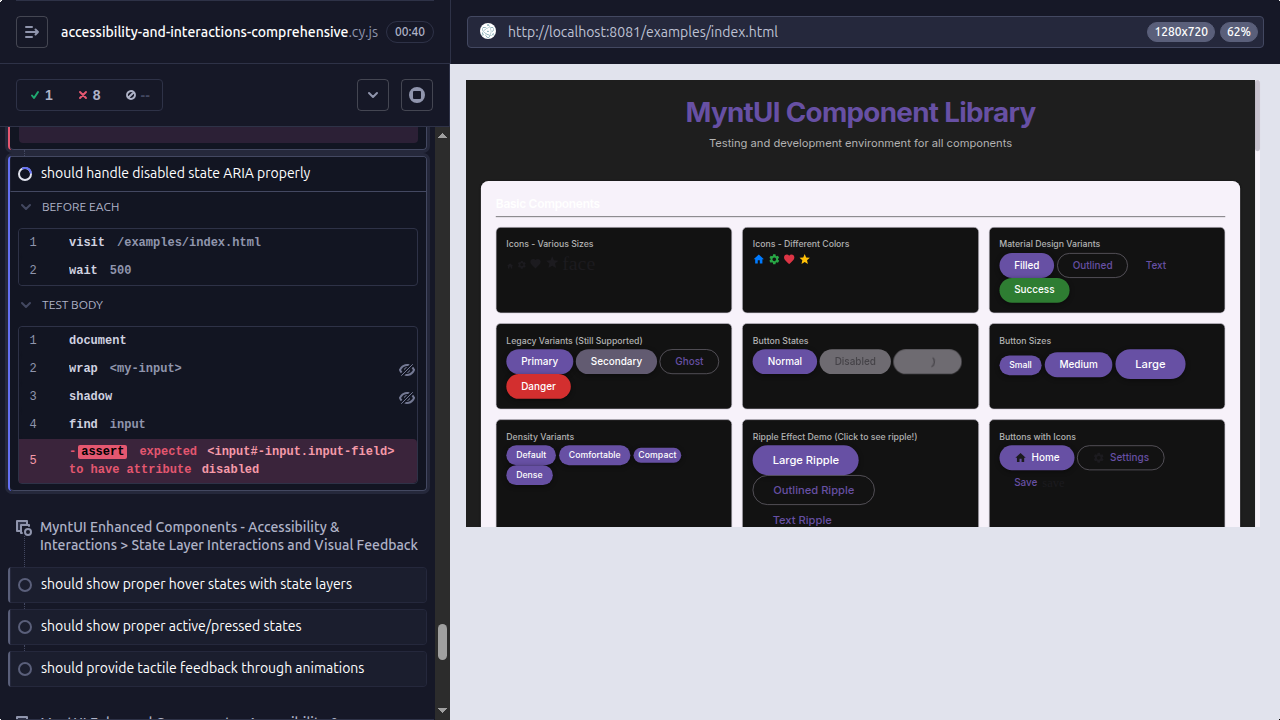 accessibility-and-interactions-comprehensive.cy.js 00:40
1 8 --
should handle disabled state ARIA properly
BEFORE EACH
1 visit /examples/index.html
2 wait 500
TEST BODY
1 document
2 wrap <my-input>
3 shadow
4 find input
5 -assert expected <input#-input.input-field>
to have attribute disabled
MyntUI Enhanced Components - Accessibility &
Interactions > State Layer Interactions and Visual Feedback
should show proper hover states with state layers
should show proper active/pressed states
should provide tactile feedback through animations
http://localhost:8081/examples/index.html 1280x720 62%
MyntUI Component Library
Testing and development environment for all components
Basic Components
Icons - Various Sizes
face
Icons - Different Colors
Material Design Variants
Filled Outlined Text
Success
Legacy Variants (Still Supported)
Primary Secondary Ghost
Danger
Button States
Normal Disabled )
Button Sizes
Small Medium Large
Density Variants
Default Comfortable Compact
Dense
Ripple Effect Demo (Click to see ripple!)
Large Ripple
Outlined Ripple
Text Ripple
Buttons with Icons
Home Settings
Save